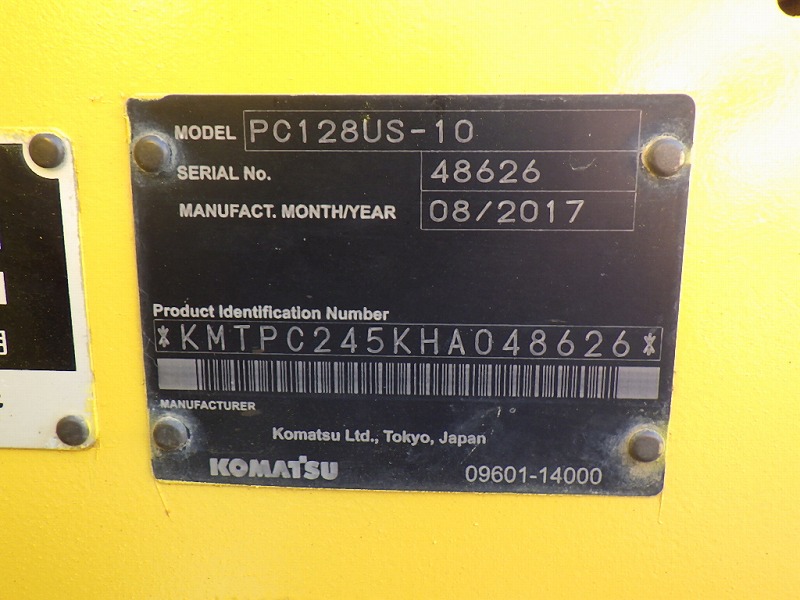 MODEL PC128US-10
SERIAL No. 48626
MANUFACT. MONTH/YEAR 08/2017
Product Identification Number
*KMTPC245KHA048626*
MANUFACTURER
Komatsu Ltd., Tokyo, Japan
KOMATSU 09601-14000